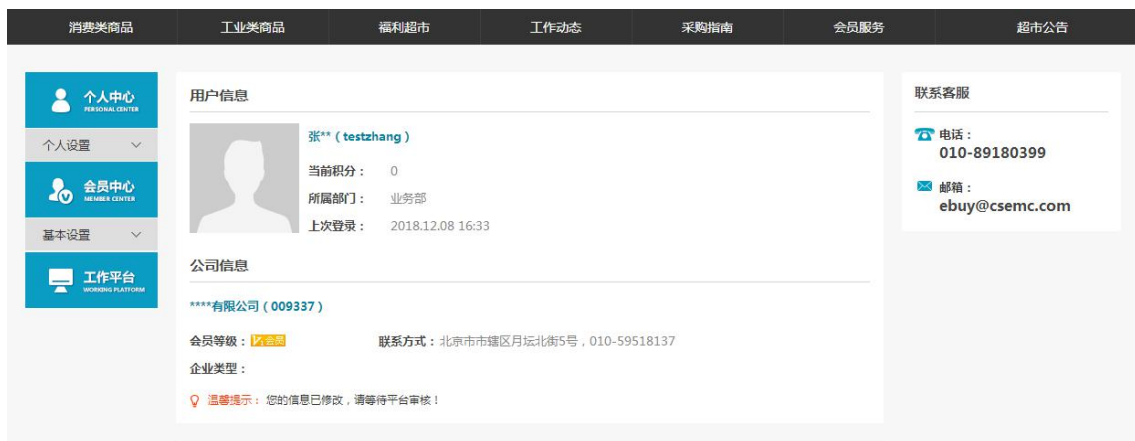 消费类商品 工业类商品 福利超市 工作动态 采购指南 会员服务 超市公告
个人中心
PERSONAL CENTER
个人设置
会员中心
MEMBER CENTER
基本设置
工作平台
WORKING PLATFORM
用户信息
张**（testzhang）
当前积分： 0
所属部门： 业务部
上次登录： 2018.12.08 16:33
公司信息
****有限公司（009337）
会员等级： 会员 联系方式：北京市市辖区月坛北街5号，010-59518137
企业类型：
温馨提示： 您的信息已修改，请等待平台审核！
联系客服
电话：
010-89180399
邮箱：
ebuy@csemc.com